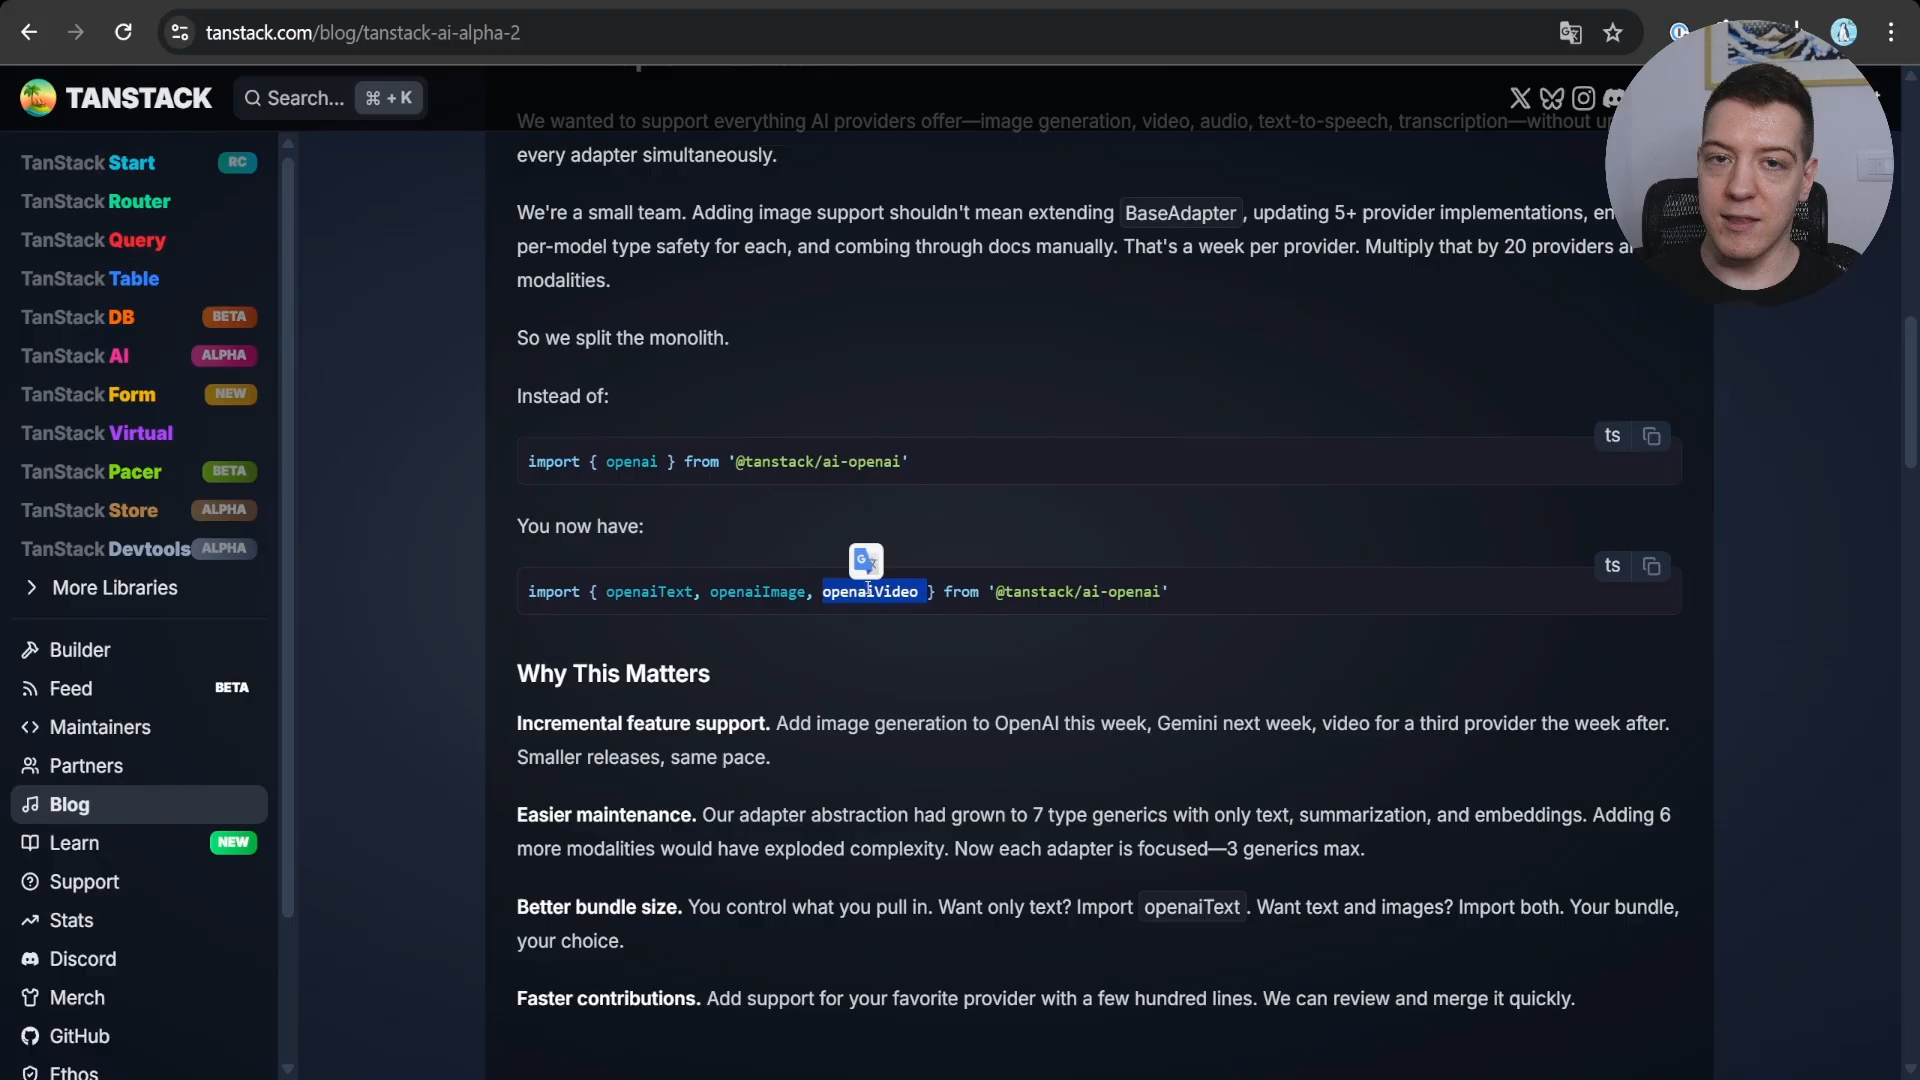 tanstack.com/blog/tanstack-ai-alpha-2
TANSTACK
Search...
⌘ + K
TanStack Start
RC
TanStack Router
TanStack Query
TanStack Table
TanStack DB
BETA
TanStack AI
ALPHA
TanStack Form
NEW
TanStack Virtual
TanStack Pacer
BETA
TanStack Store
ALPHA
TanStack Devtools
ALPHA
More Libraries
Builder
Feed
BETA
Maintainers
Partners
Blog
Learn
NEW
Support
Stats
Discord
Merch
GitHub
Ethos
We wanted to support everything AI providers offer—image generation, video, audio, text-to-speech, transcription—without
every adapter simultaneously.
We're a small team. Adding image support shouldn't mean extending BaseAdapter, updating 5+ provider implementations,
per-model type safety for each, and combing through docs manually. That's a week per provider. Multiply that by 20 providers
modalities.
So we split the monolith.
Instead of:
ts
import { openai } from '@tanstack/ai-openai'
You now have:
ts
import { openaiText, openaiImage, openaiVideo } from '@tanstack/ai-openai'
Why This Matters
Incremental feature support. Add image generation to OpenAI this week, Gemini next week, video for a third provider the week after.
Smaller releases, same pace.
Easier maintenance. Our adapter abstraction had grown to 7 type generics with only text, summarization, and embeddings. Adding 6
more modalities would have exploded complexity. Now each adapter is focused—3 generics max.
Better bundle size. You control what you pull in. Want only text? Import openaiText. Want text and images? Import both. Your bundle,
your choice.
Faster contributions. Add support for your favorite provider with a few hundred lines. We can review and merge it quickly.